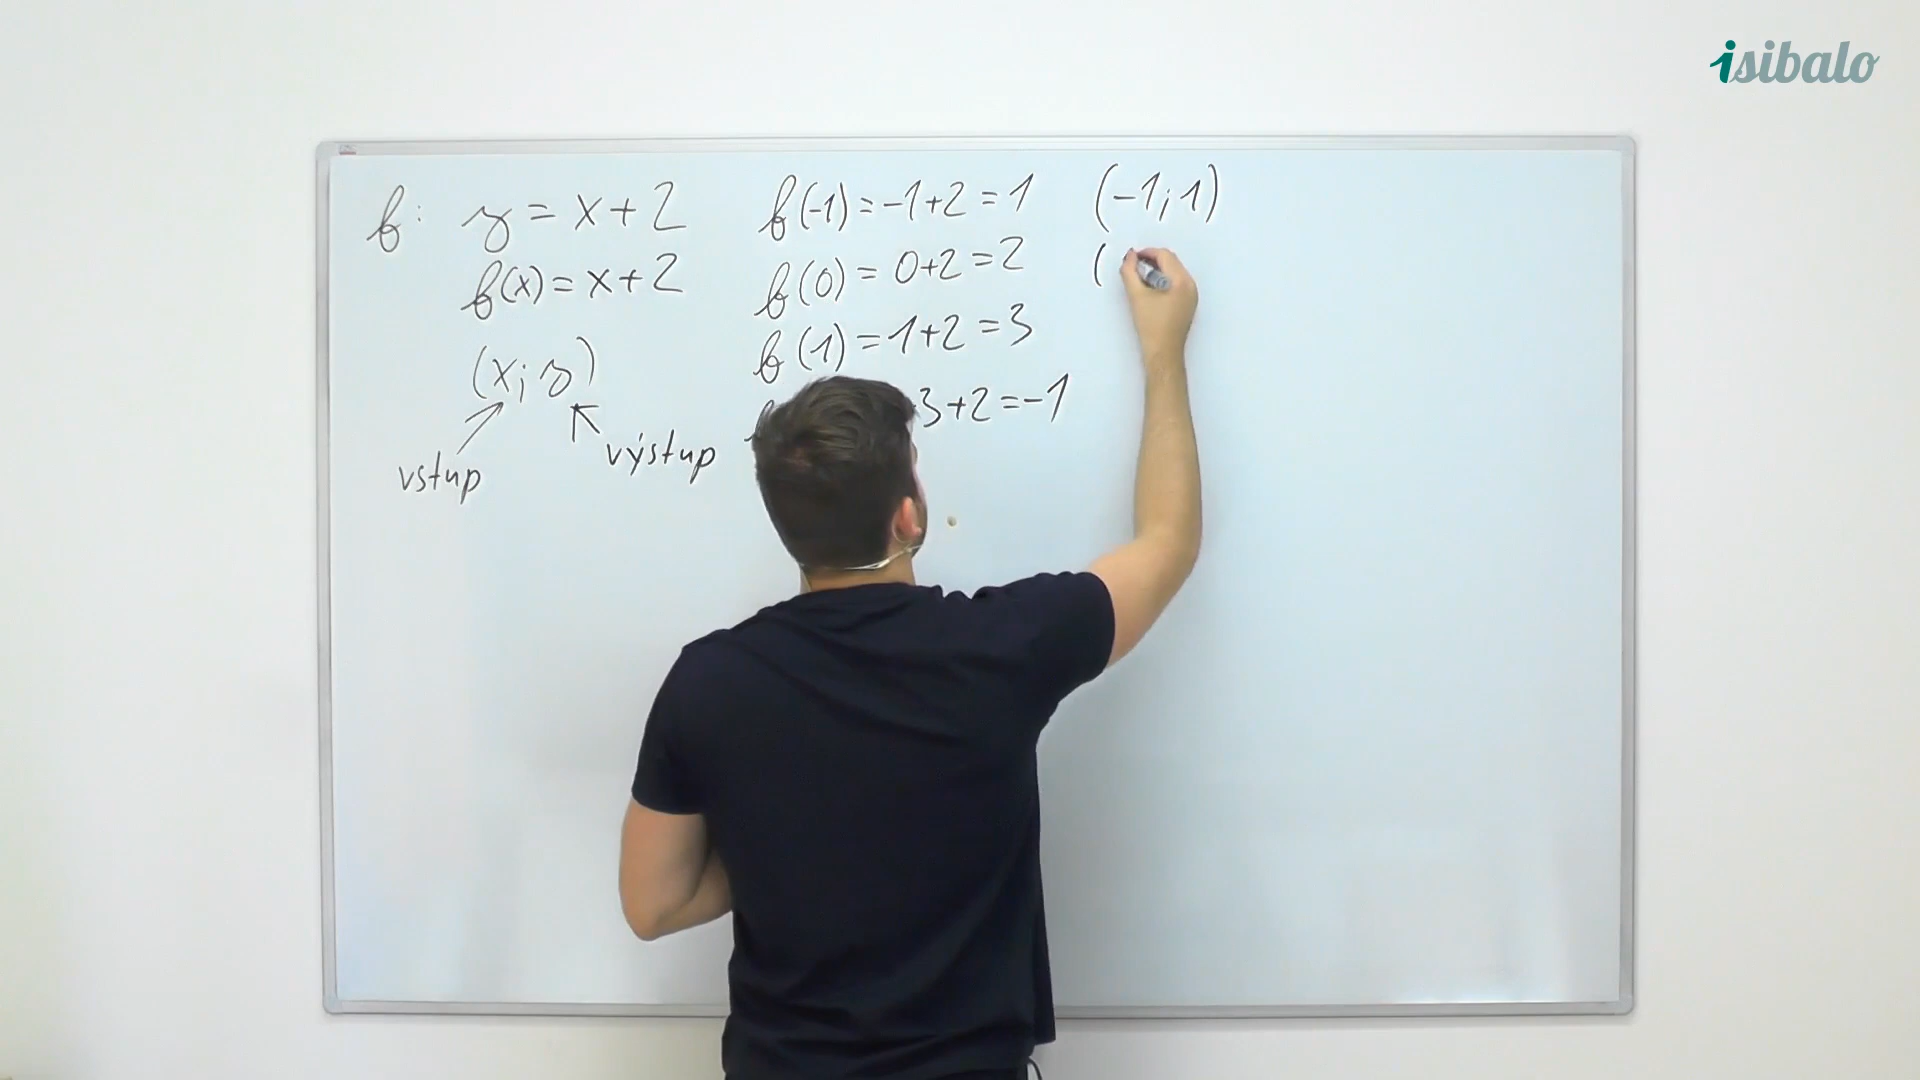 isibalo
f: y = x+2
f(x) = x+2
(x; y)
vstup
výstup
f(-1) = -1+2 = 1
f(0) = 0+2 = 2
f(1) = 1+2 = 3
3+2 = -1
(-1; 1)
(